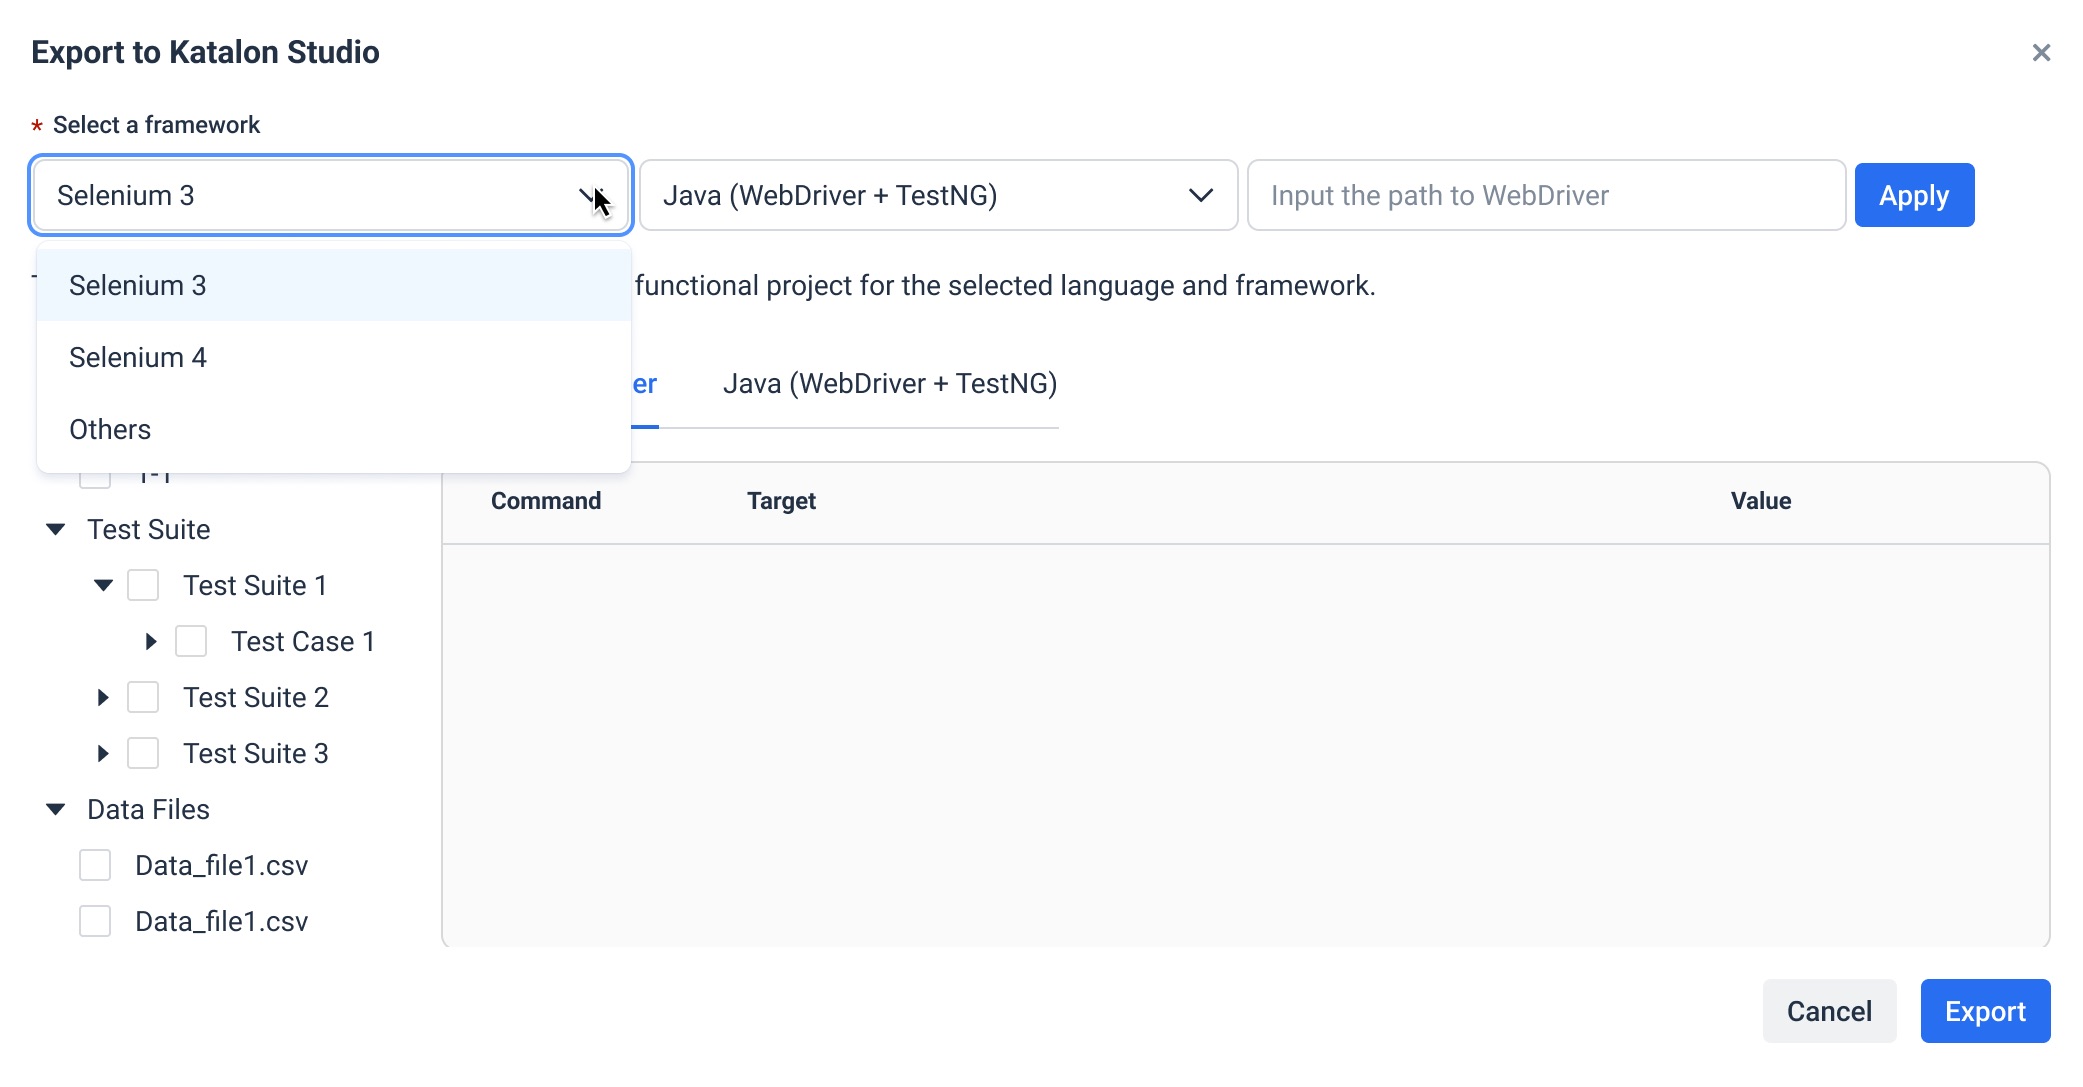 Export to Katalon Studio
* Select a framework
Selenium 3
Java (WebDriver + TestNG)
Input the path to WebDriver
Apply
Selenium 3
functional project for the selected language and framework.
Selenium 4
er
Java (WebDriver + TestNG)
Others
1-1
Command
Target
Value
Test Suite
Test Suite 1
Test Case 1
Test Suite 2
Test Suite 3
Data Files
Data_file1.csv
Data_file1.csv
Cancel
Export